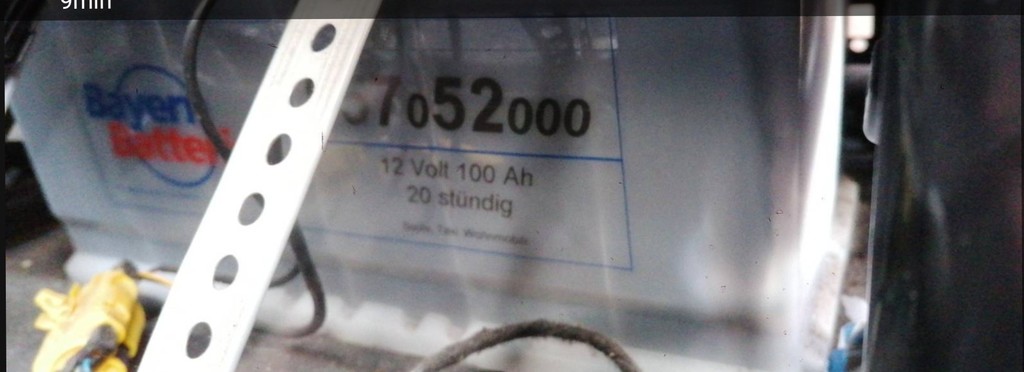 9min
57052000
Bayern
Batterie
12 Volt 100 Ah
20 stündig